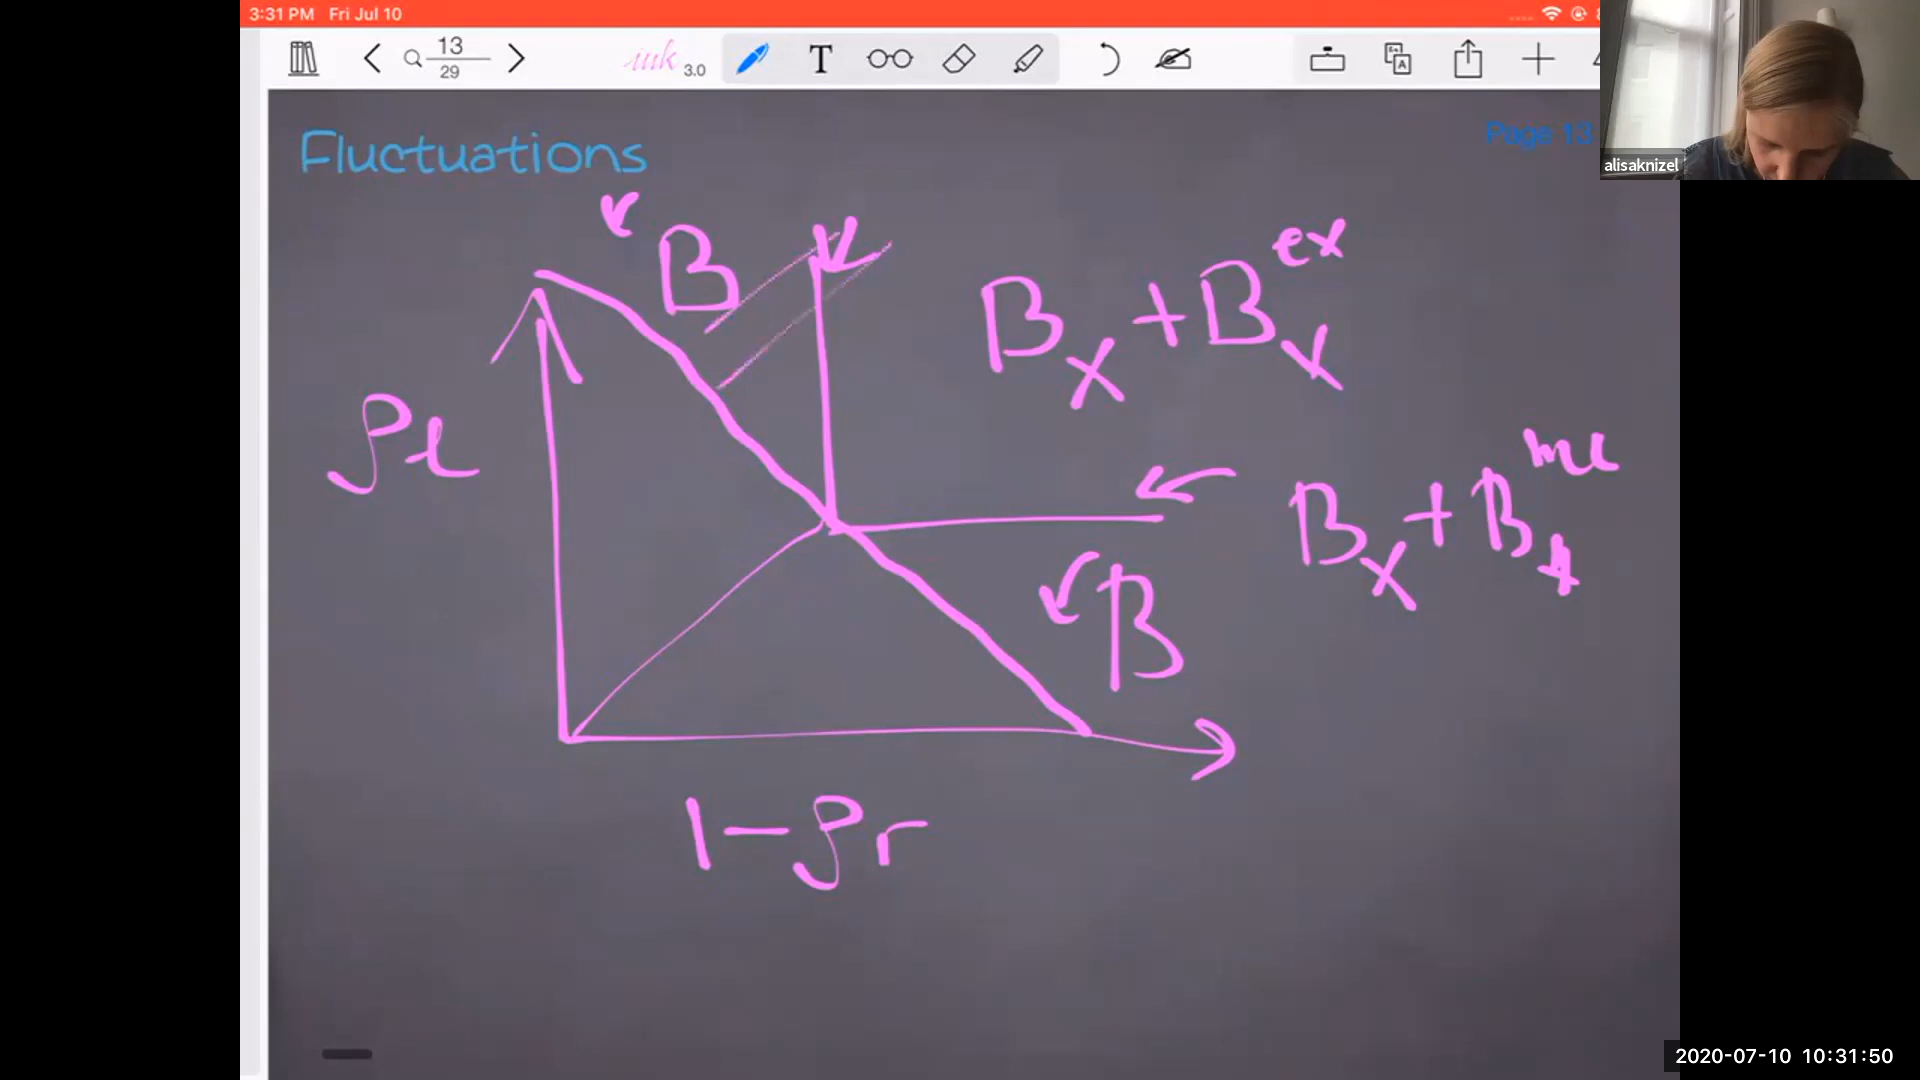 3:31 PM Fri Jul 10
13
29
ink 3.0
T
Page 13
alisaknizel
Fluctuations
B
B_x + B_x^ex
ρ_l
B_x + B_x^me
B
1 - ρ_r
2020-07-10 10:31:50